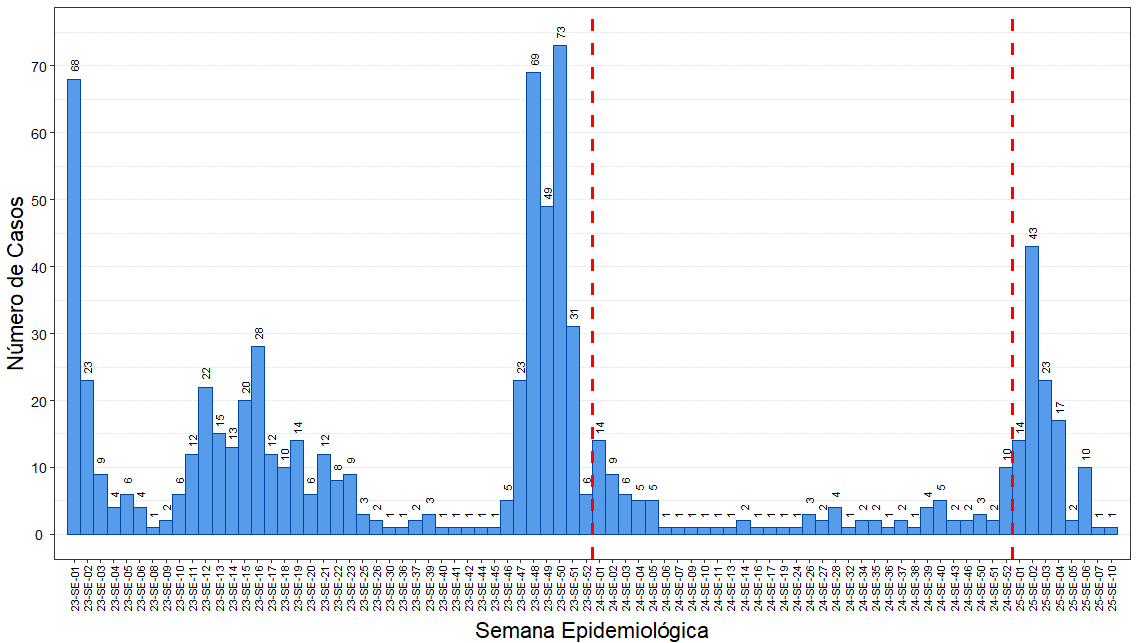 Número de Casos
70
60
50
40
30
20
10
0
68
23
9
4
6
4
1
2
6
12
22
15
13
20
28
12
10
14
6
12
8
9
3
2
1
1
2
3
1
1
1
1
1
5
23
69
49
73
31
6
14
9
6
5
5
1
1
1
1
1
1
2
1
1
1
1
3
2
4
1
2
2
1
2
1
4
5
2
2
3
2
10
14
43
23
17
2
10
1
1
23-SE-01
23-SE-02
23-SE-03
23-SE-04
23-SE-05
23-SE-06
23-SE-08
23-SE-09
23-SE-10
23-SE-11
23-SE-12
23-SE-13
23-SE-14
23-SE-15
23-SE-16
23-SE-17
23-SE-18
23-SE-19
23-SE-20
23-SE-21
23-SE-22
23-SE-23
23-SE-25
23-SE-26
23-SE-30
23-SE-36
23-SE-37
23-SE-39
23-SE-40
23-SE-41
23-SE-42
23-SE-44
23-SE-45
23-SE-46
23-SE-47
23-SE-48
23-SE-49
23-SE-50
23-SE-51
23-SE-52
24-SE-01
24-SE-02
24-SE-03
24-SE-04
24-SE-05
24-SE-06
24-SE-07
24-SE-09
24-SE-10
24-SE-11
24-SE-13
24-SE-14
24-SE-16
24-SE-17
24-SE-19
24-SE-24
24-SE-26
24-SE-27
24-SE-28
24-SE-32
24-SE-34
24-SE-35
24-SE-36
24-SE-37
24-SE-38
24-SE-39
24-SE-40
24-SE-43
24-SE-46
24-SE-50
24-SE-51
24-SE-52
25-SE-01
25-SE-02
25-SE-03
25-SE-04
25-SE-05
25-SE-06
25-SE-07
25-SE-10
Semana Epidemiológica